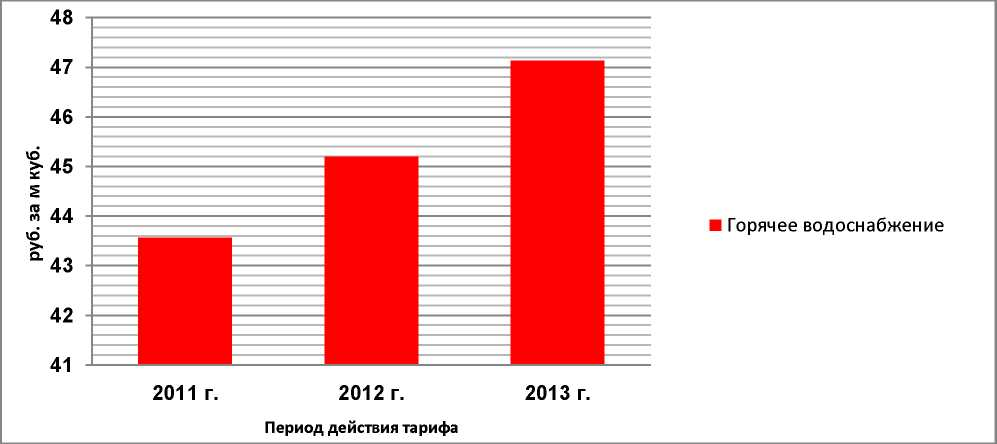 48
47
46
45
44
43
42
41
руб. за м куб.
2011 г.
2012 г.
2013 г.
Период действия тарифа
Горячее водоснабжение